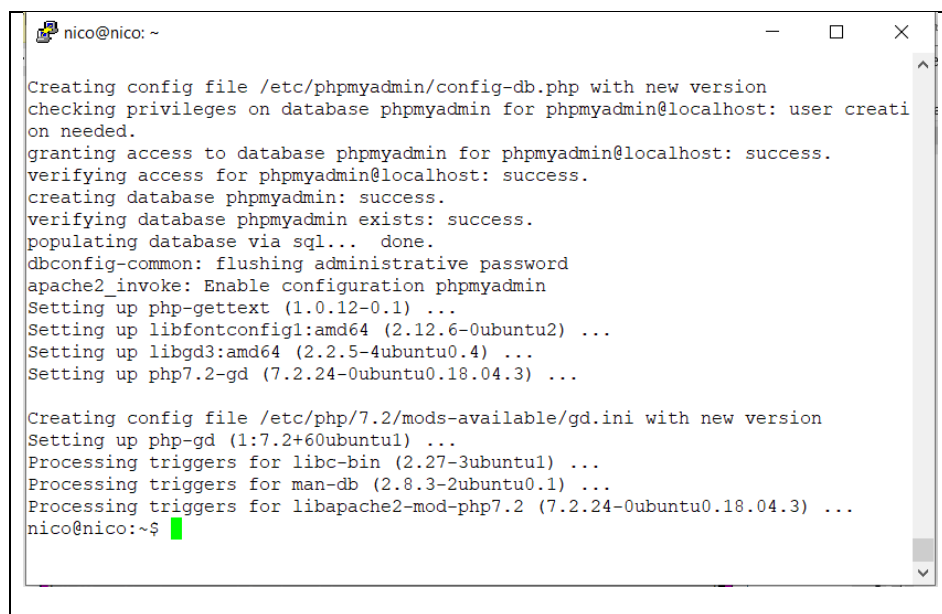 nico@nico: ~
Creating config file /etc/phpmyadmin/config-db.php with new version
checking privileges on database phpmyadmin for phpmyadmin@localhost: user creati
on needed.
granting access to database phpmyadmin for phpmyadmin@localhost: success.
verifying access for phpmyadmin@localhost: success.
creating database phpmyadmin: success.
verifying database phpmyadmin exists: success.
populating database via sql...  done.
dbconfig-common: flushing administrative password
apache2_invoke: Enable configuration phpmyadmin
Setting up php-gettext (1.0.12-0.1) ...
Setting up libfontconfig1:amd64 (2.12.6-0ubuntu2) ...
Setting up libgd3:amd64 (2.2.5-4ubuntu0.4) ...
Setting up php7.2-gd (7.2.24-0ubuntu0.18.04.3) ...
Creating config file /etc/php/7.2/mods-available/gd.ini with new version
Setting up php-gd (1:7.2+60ubuntu1) ...
Processing triggers for libc-bin (2.27-3ubuntu1) ...
Processing triggers for man-db (2.8.3-2ubuntu0.1) ...
Processing triggers for libapache2-mod-php7.2 (7.2.24-0ubuntu0.18.04.3) ...
nico@nico:~$